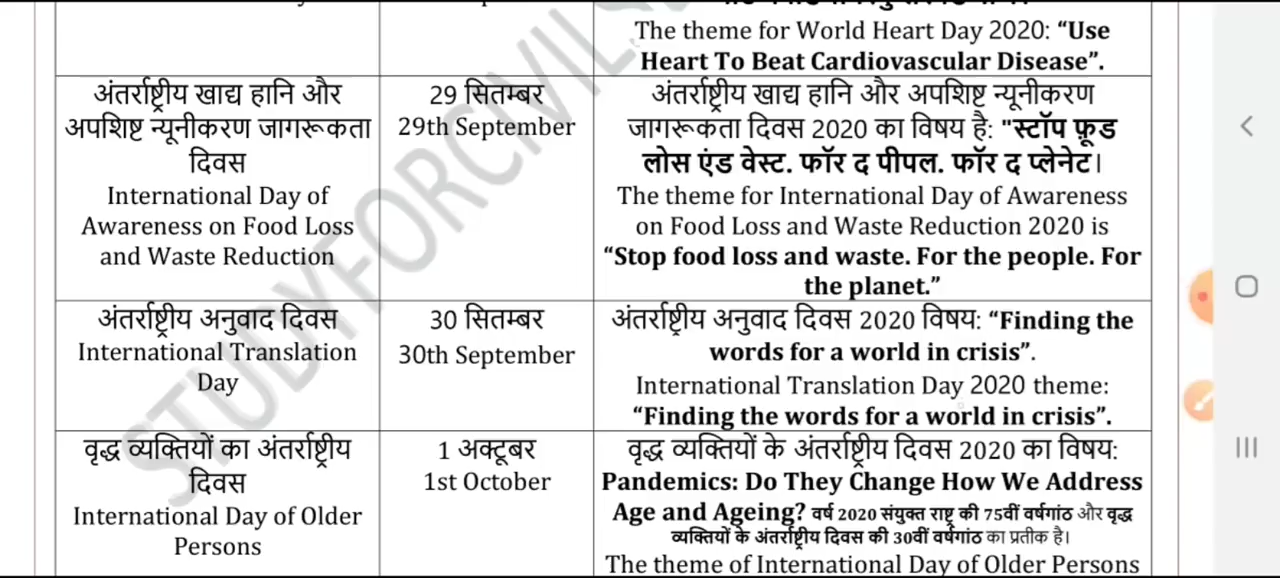 The theme for World Heart Day 2020: “Use
Heart To Beat Cardiovascular Disease”.
अंतर्राष्ट्रीय खाद्य हानि और
अपशिष्ट न्यूनीकरण जागरूकता
दिवस
International Day of
Awareness on Food Loss
and Waste Reduction
29 सितम्बर
29th September
अंतर्राष्ट्रीय खाद्य हानि और अपशिष्ट न्यूनीकरण
जागरूकता दिवस 2020 का विषय है: "स्टॉप फ़ूड
लोस एंड वेस्ट. फॉर द पीपल. फॉर द प्लेनेट।
The theme for International Day of Awareness
on Food Loss and Waste Reduction 2020 is
“Stop food loss and waste. For the people. For
the planet.”
अंतर्राष्ट्रीय अनुवाद दिवस
International Translation
Day
30 सितम्बर
30th September
अंतर्राष्ट्रीय अनुवाद दिवस 2020 विषय: “Finding the
words for a world in crisis”.
International Translation Day 2020 theme:
“Finding the words for a world in crisis”.
वृद्ध व्यक्तियों का अंतर्राष्ट्रीय
दिवस
International Day of Older
Persons
1 अक्टूबर
1st October
वृद्ध व्यक्तियों के अंतर्राष्ट्रीय दिवस 2020 का विषय:
Pandemics: Do They Change How We Address
Age and Ageing? वर्ष 2020 संयुक्त राष्ट्र की 75वीं वर्षगांठ और वृद्ध
व्यक्तियों के अंतर्राष्ट्रीय दिवस की 30वीं वर्षगांठ का प्रतीक है।
The theme of International Day of Older Persons
STUDYFORCIVILS